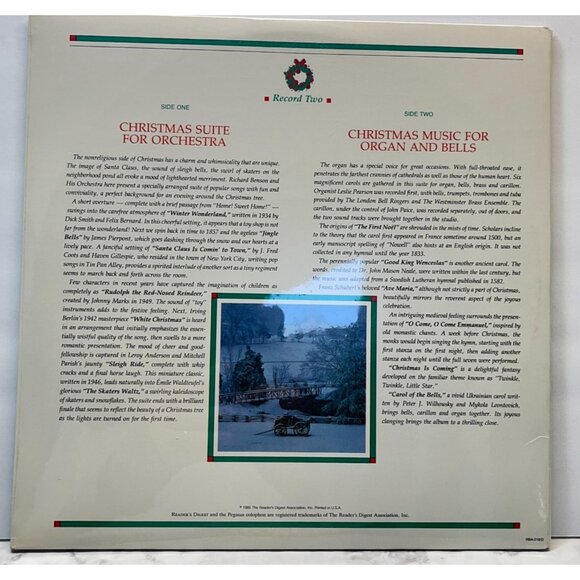 Record Two
SIDE ONE
CHRISTMAS SUITE
FOR ORCHESTRA
The nonreligious side of Christmas has a charm and whimsicality that are unique.
The image of Santa Claus, the sound of sleigh bells, the swirl of skaters on the
neighborhood pond all evoke a mood of lighthearted merriment. Richard Benson and
His Orchestra here present a specially arranged suite of popular songs with fun and
conviviality, a perfect background for an evening around the Christmas tree.
A short overture — complete with a brief passage from "Home! Sweet Home!" —
swings into the carefree atmosphere of "Winter Wonderland," written in 1934 by
Dick Smith and Felix Bernard. In this cheerful setting, it appears that a toy shop is not
far from the wonderland! Next we spin back in time to 1857 and the ageless "Jingle
Bells" by James Pierpont, which goes dashing through the snow and our hearts at a
lively pace. A fanciful setting of "Santa Claus Is Comin' to Town," by J. Fred
Coots and Haven Gillespie, who resided in the town of New York City, writing pop
songs in Tin Pan Alley, provides a spirited interlude of another sort as a tiny regiment
seems to march back and forth across the room.
Few characters in recent years have captured the imagination of children as
completely as "Rudolph the Red-Nosed Reindeer,"
created by Johnny Marks in 1949. The sound of "toy"
instruments adds to the festive feeling. Next, Irving
Berlin's 1942 masterpiece "White Christmas" is heard
in an arrangement that initially emphasizes the essen-
tially wistful quality of the song, then swells to a more
romantic presentation. The mood of cheer and good-
fellowship is captured in Leroy Anderson and Mitchell
Parish's jaunty "Sleigh Ride," complete with whip
cracks and a final horse laugh. This miniature classic,
written in 1946, leads naturally into Émile Waldteufel's
glorious "The Skaters Waltz," a swirling kaleidoscope
of skaters and snowflakes. The suite ends with a brilliant
finale that seems to reflect the beauty of a Christmas tree
as the lights are turned on for the first time.
SIDE TWO
CHRISTMAS MUSIC FOR
ORGAN AND BELLS
The organ has a special voice for great occasions. With full-throated ease, it
penetrates the farthest crannies of cathedrals as well as those of the human heart. Six
magnificent carols are gathered in this suite for organ, bells, brass and carillon.
Organist Leslie Pearson was recorded first, with bells, trumpets, trombones and tuba
provided by The London Bell Ringers and The Westminster Brass Ensemble. The
carillon, under the control of John Paice, was recorded separately, out of doors, and
the two sound tracks were brought together in the studio.
The origins of "The First Noël" are shrouded in the mists of time. Scholars incline
to the theory that the carol first appeared in France sometime around 1500, but an
early manuscript spelling of "Nowell" also hints at an English origin. It was not
collected in any hymnal until the year 1833.
The perennially popular "Good King Wenceslas" is another ancient carol. The
words, credited to Dr. John Mason Neale, were written within the last century, but
the music was adapted from a Swedish Lutheran hymnal published in 1582.
Franz Schubert's beloved "Ave Maria," although not strictly a part of Christmas,
beautifully mirrors the reverent aspect of the joyous
celebration.
An intriguing medieval feeling surrounds the presen-
tation of "O Come, O Come Emmanuel," inspired by
old monastic chants. A week before Christmas, the
monks would begin singing the hymn, starting with the
first stanza on the first night, then adding another
stanza each night until the full seven were performed.
"Christmas Is Coming" is a delightful fantasy
developed on the familiar theme known as "Twinkle,
Twinkle, Little Star."
"Carol of the Bells," a vivid Ukrainian carol written
by Peter J. Wilhousky and Mykola Leontovich,
brings bells, carillon and organ together. Its joyous
clanging brings the album to a thrilling close.
1985 The Reader's Digest Association, Inc. Printed in U.S.A.
READER'S DIGEST and the Pegasus colophon are registered trademarks of The Reader's Digest Association, Inc.